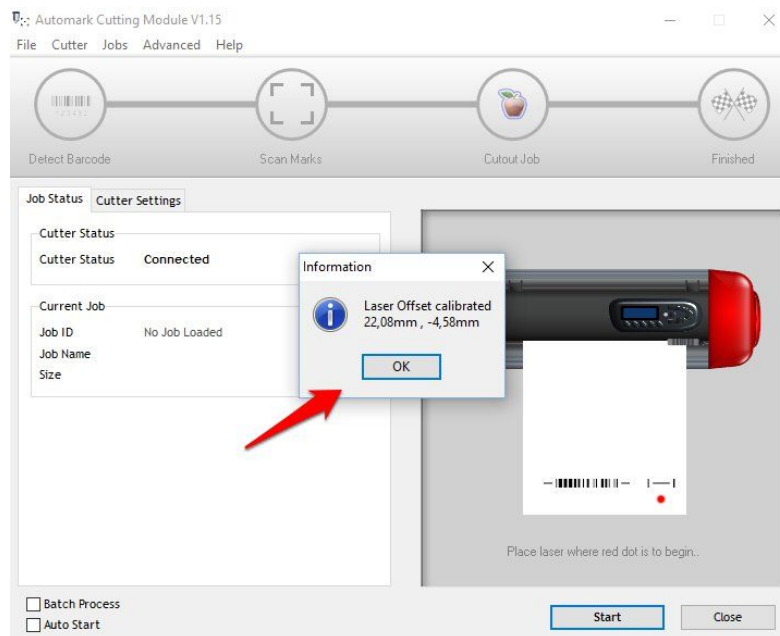 Automark Cutting Module V1.15
File Cutter Jobs Advanced Help
Detect Barcode Scan Marks Cutout Job Finished
Job Status Cutter Settings
Cutter Status
Cutter Status Connected
Current Job
Job ID No Job Loaded
Job Name
Size
Information
Laser Offset calibrated
22,08mm , -4,58mm
OK
Place laser where red dot is to begin..
Batch Process
Auto Start
Start Close